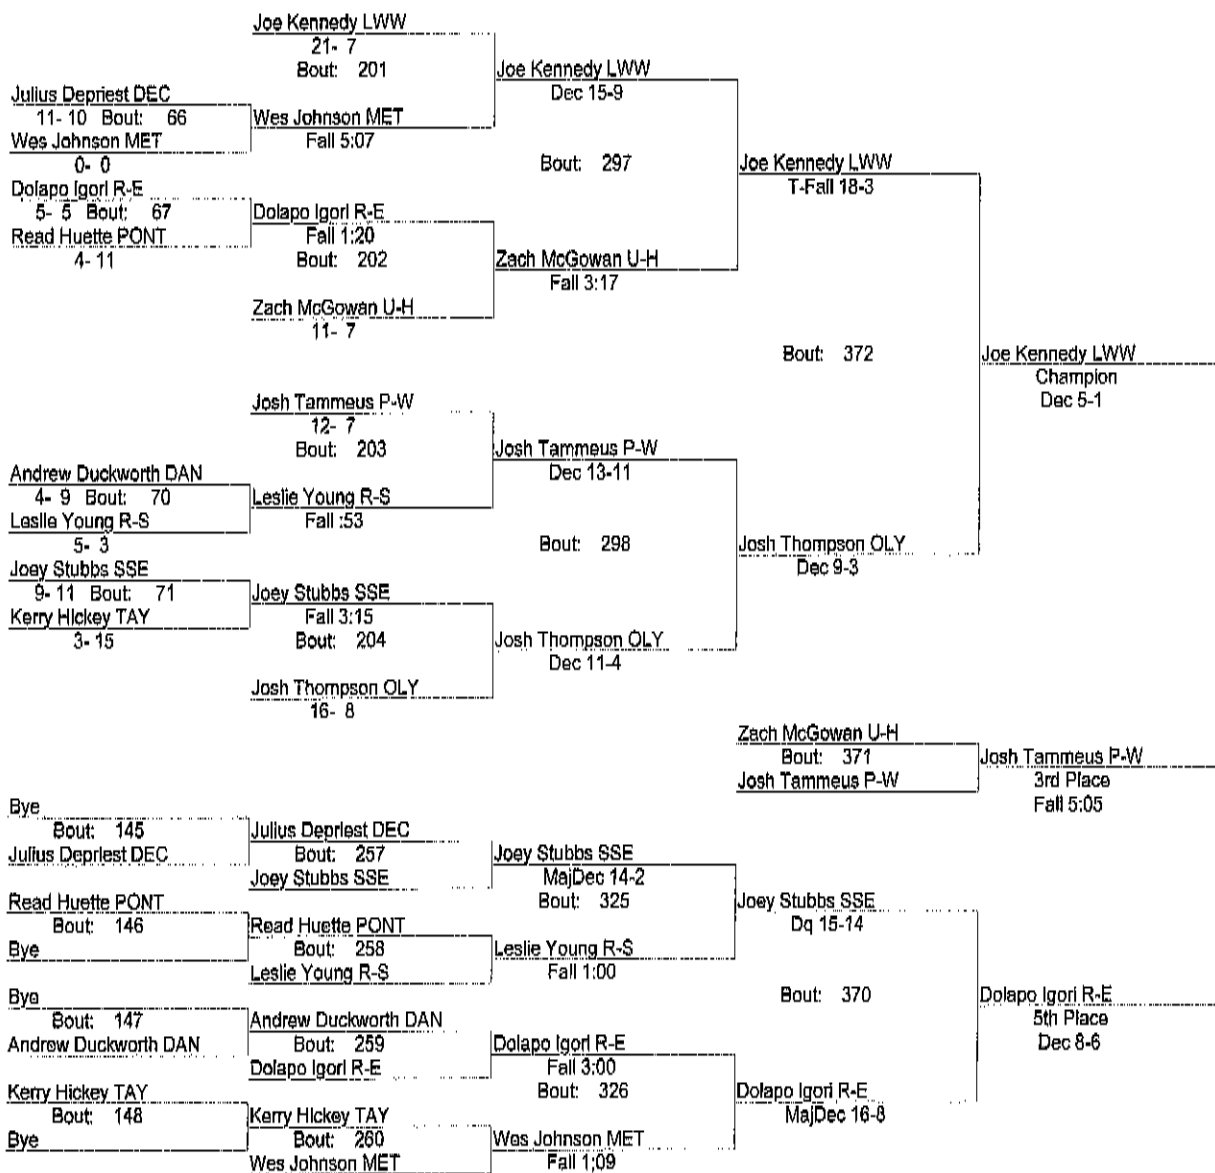 Joe Kennedy LWW
21- 7
Bout: 201
Joe Kennedy LWW
Dec 15-9
Julius Depriest DEC
11- 10 Bout: 66
Wes Johnson MET
Fall 5:07
Wes Johnson MET
0- 0
Bout: 297
Joe Kennedy LWW
T-Fall 18-3
Dolapo Igori R-E
5- 5 Bout: 67
Dolapo Igori R-E
Fall 1:20
Read Huette PONT
4- 11
Bout: 202
Zach McGowan U-H
Fall 3:17
Zach McGowan U-H
11- 7
Bout: 372
Joe Kennedy LWW
Champion
Dec 5-1
Josh Tammeus P-W
12- 7
Bout: 203
Josh Tammeus P-W
Dec 13-11
Andrew Duckworth DAN
4- 9 Bout: 70
Leslie Young R-S
Fall :53
Leslie Young R-S
5- 3
Bout: 298
Josh Thompson OLY
Dec 9-3
Joey Stubbs SSE
9- 11 Bout: 71
Joey Stubbs SSE
Fall 3:15
Kerry Hickey TAY
3- 15
Bout: 204
Josh Thompson OLY
Dec 11-4
Josh Thompson OLY
16- 8
Zach McGowan U-H
Bout: 371
Josh Tammeus P-W
Josh Tammeus P-W
3rd Place
Fall 5:05
Bye
Bout: 145
Julius Depriest DEC
Julius Depriest DEC
Bout: 257
Joey Stubbs SSE
Joey Stubbs SSE
MajDec 14-2
Bout: 325
Joey Stubbs SSE
Dq 15-14
Read Huette PONT
Bout: 146
Bye
Read Huette PONT
Bout: 258
Leslie Young R-S
Leslie Young R-S
Fall 1:00
Bout: 370
Dolapo Igori R-E
5th Place
Dec 8-6
Bye
Bout: 147
Andrew Duckworth DAN
Andrew Duckworth DAN
Bout: 259
Dolapo Igori R-E
Dolapo Igori R-E
Fall 3:00
Bout: 326
Dolapo Igori R-E
MajDec 16-8
Kerry Hickey TAY
Bout: 148
Bye
Kerry Hickey TAY
Bout: 260
Wes Johnson MET
Wes Johnson MET
Fall 1:09